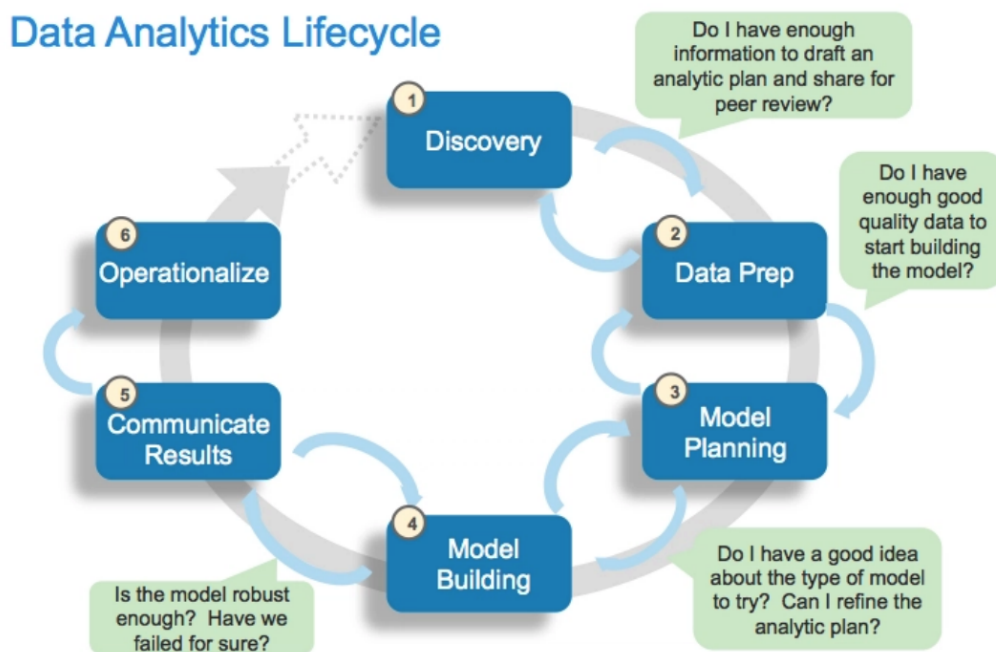 Data Analytics Lifecycle
Do I have enough
information to draft an
analytic plan and share for
peer review?
1
Discovery
Do I have
enough good
quality data to
start building
the model?
2
Data Prep
3
Model
Planning
Do I have a good idea
about the type of model
to try? Can I refine the
analytic plan?
4
Model
Building
Is the model robust
enough? Have we
failed for sure?
5
Communicate
Results
6
Operationalize